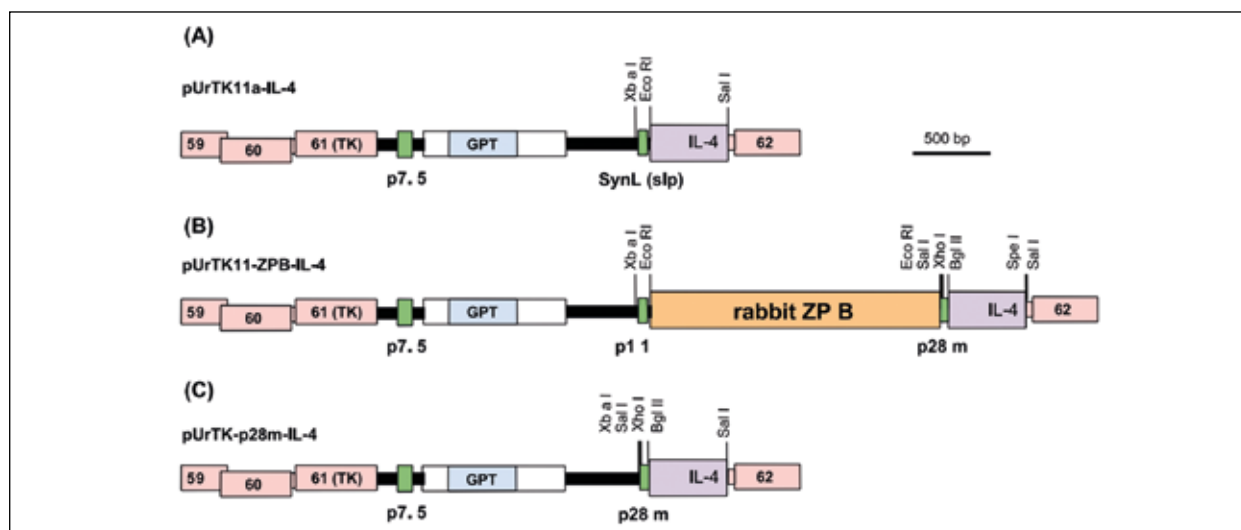 (A)
pUrTK11a-IL-4
Xba I
Eco RI
Sal I
59
60
61 (TK)
GPT
IL-4
62
500 bp
p7.5
SynL (slp)
(B)
pUrTK11-ZPB-IL-4
Xba I
Eco RI
Eco RI
Sal I
Xho I
Bgl II
Spe I
Sal I
59
60
61 (TK)
GPT
rabbit ZP B
IL-4
62
p7.5
p1 1
p28 m
(C)
pUrTK-p28m-IL-4
Xba I
Sal I
Xho I
Bgl II
Sal I
59
60
61 (TK)
GPT
IL-4
62
p7.5
p28 m